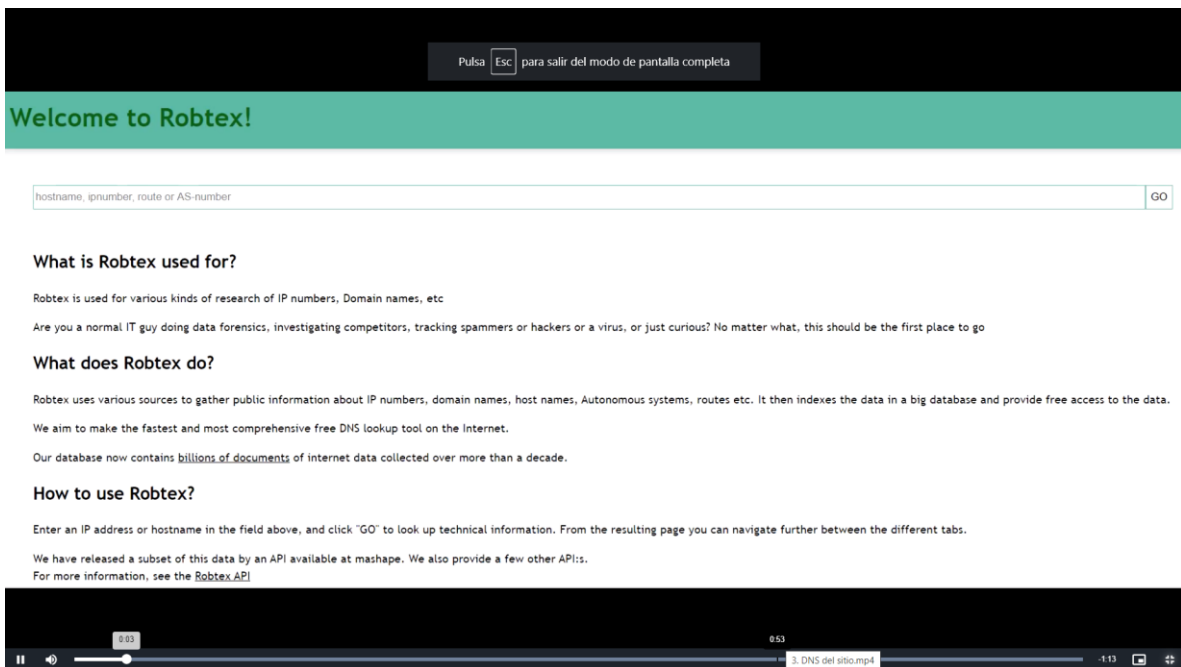 Pulsa Esc para salir del modo de pantalla completa
Welcome to Robtex!
hostname, ipnumber, route or AS-number GO
What is Robtex used for?
Robtex is used for various kinds of research of IP numbers, Domain names, etc
Are you a normal IT guy doing data forensics, investigating competitors, tracking spammers or hackers or a virus, or just curious? No matter what, this should be the first place to go
What does Robtex do?
Robtex uses various sources to gather public information about IP numbers, domain names, host names, Autonomous systems, routes etc. It then indexes the data in a big database and provide free access to the data.
We aim to make the fastest and most comprehensive free DNS lookup tool on the Internet.
Our database now contains billions of documents of internet data collected over more than a decade.
How to use Robtex?
Enter an IP address or hostname in the field above, and click "GO" to look up technical information. From the resulting page you can navigate further between the different tabs.
We have released a subset of this data by an API available at mashape. We also provide a few other API:s.
For more information, see the Robtex API
0:03 0:53
3. DNS del sitio.mp4 -1:13